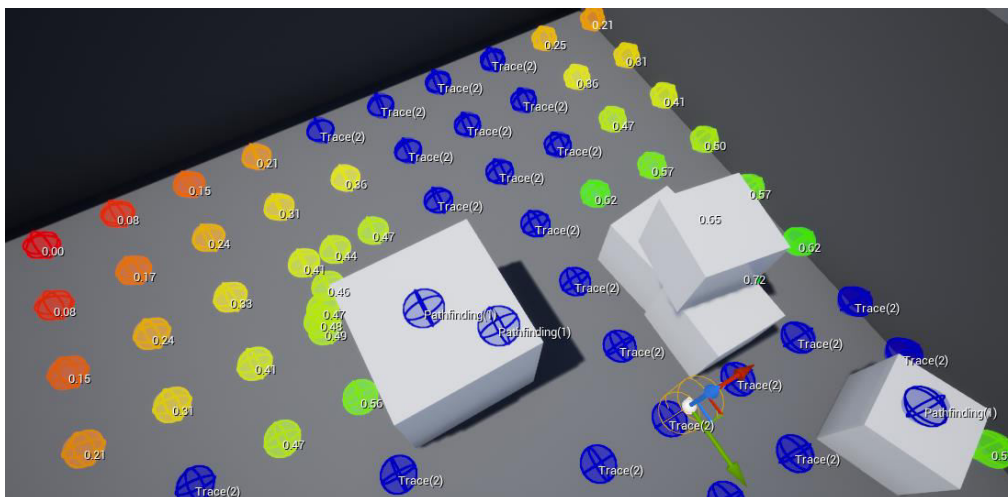 0.21
0.25
0.31
Trace(2)
0.36
Trace(2)
0.41
Trace(2)
Trace(2)
0.47
Trace(2)
Trace(2)
0.50
Trace(2)
Trace(2)
0.21
0.57
Trace(2)
0.36
0.15
0.57
0.62
Trace(2)
0.31
0.08
0.65
Trace(2)
0.47
0.24
0.00
0.62
0.44
0.41
0.17
0.72
Trace(2)
0.46
0.33
0.08
Trace(2)
0.47
Pathfinding(1)
0.48
Pathfinding(1)
0.49
0.24
Trace(2)
Trace(2)
Trace(2)
0.41
0.15
Trace(2)
0.56
0.31
Pathfinding(1)
Trace(2)
0.47
0.21
Trace(2)
Trace(2)
Trace(2)
Trace(2)